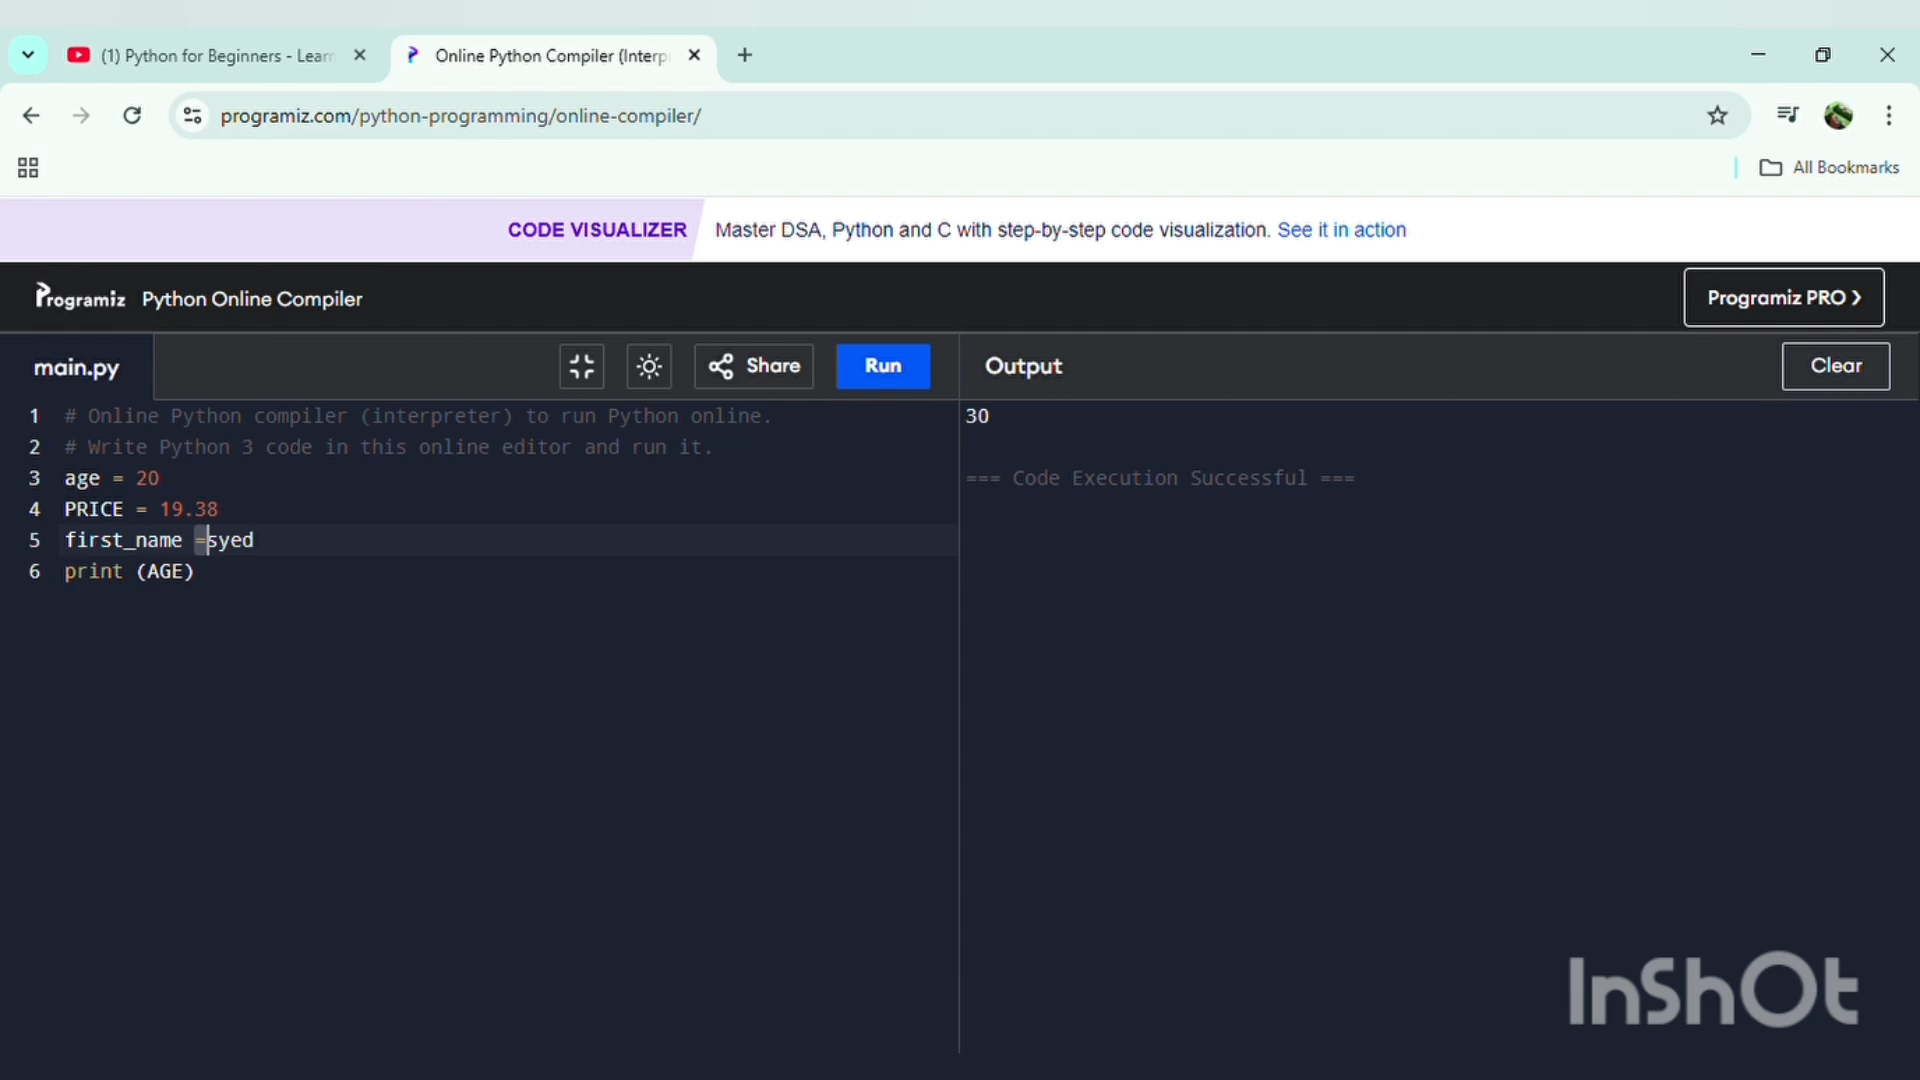 (1) Python for Beginners - Learn
Online Python Compiler (Interp
programiz.com/python-programming/online-compiler/
All Bookmarks
CODE VISUALIZER Master DSA, Python and C with step-by-step code visualization. See it in action
Programiz Python Online Compiler Programiz PRO
main.py Share Run Output Clear
1 # Online Python compiler (interpreter) to run Python online.
2 # Write Python 3 code in this online editor and run it.
3 age = 20
4 PRICE = 19.38
5 first_name =syed
6 print (AGE)
30
=== Code Execution Successful ===
InShOt